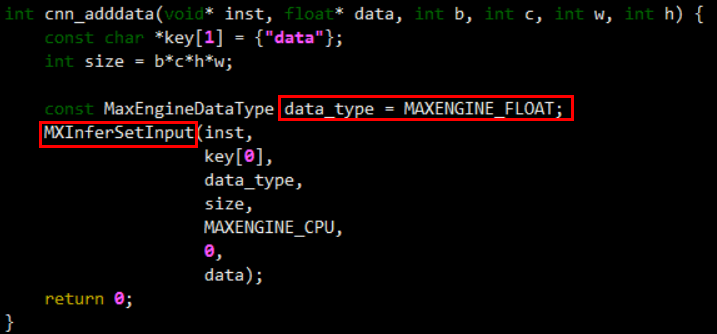 int cnn_adddata(void* inst, float* data, int b, int c, int w, int h) {
    const char *key[1] = {"data"};
    int size = b*c*h*w;

    const MaxEngineDataType data_type = MAXENGINE_FLOAT;
    MXInferSetInput(inst,
                    key[0],
                    data_type,
                    size,
                    MAXENGINE_CPU,
                    0,
                    data);
    return 0;
}